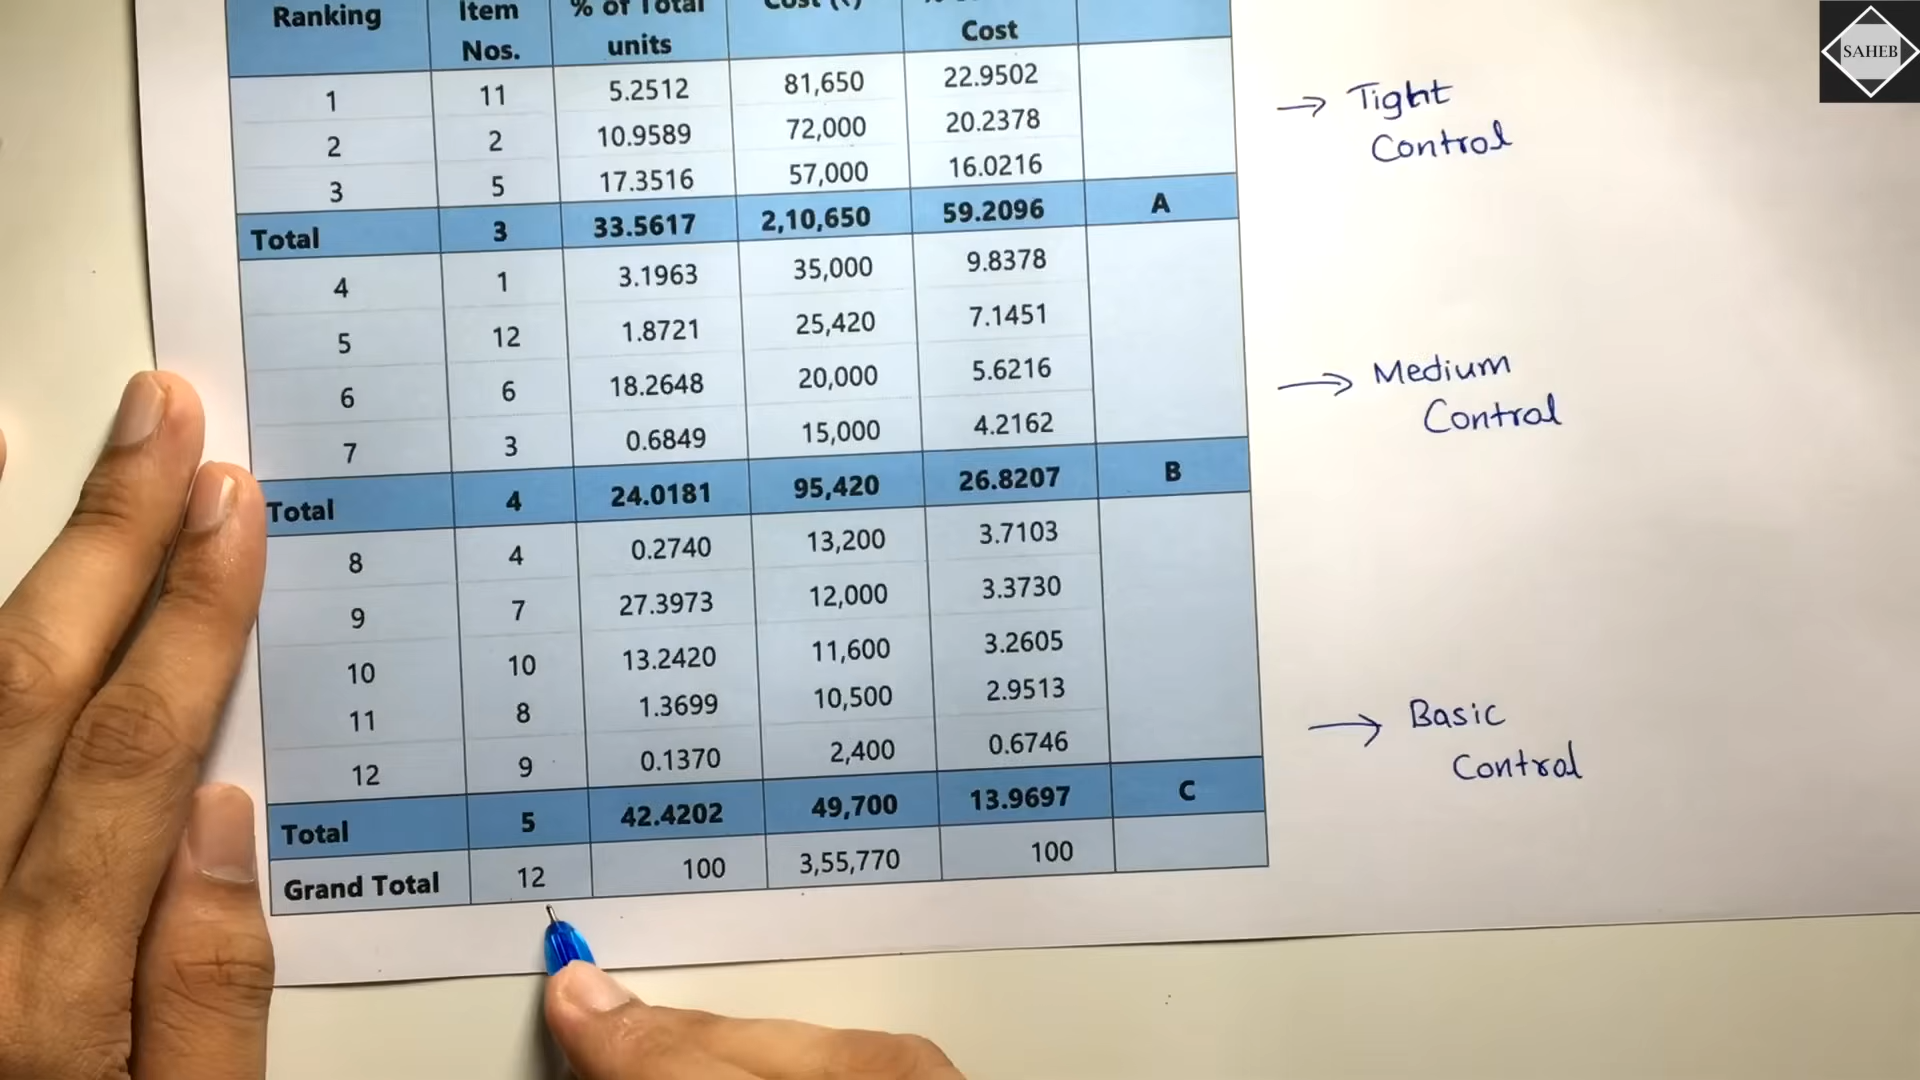 Ranking Item Nos. % of Total units Cost (₹) Cost
1 11 5.2512 81,650 22.9502
2 2 10.9589 72,000 20.2378
3 5 17.3516 57,000 16.0216
Total 3 33.5617 2,10,650 59.2096 A
4 1 3.1963 35,000 9.8378
5 12 1.8721 25,420 7.1451
6 6 18.2648 20,000 5.6216
7 3 0.6849 15,000 4.2162
Total 4 24.0181 95,420 26.8207 B
8 4 0.2740 13,200 3.7103
9 7 27.3973 12,000 3.3730
10 10 13.2420 11,600 3.2605
11 8 1.3699 10,500 2.9513
12 9 0.1370 2,400 0.6746
Total 5 42.4202 49,700 13.9697 C
Grand Total 12 100 3,55,770 100
→ Tight
Control
→ Medium
Control
→ Basic
Control
SAHEB